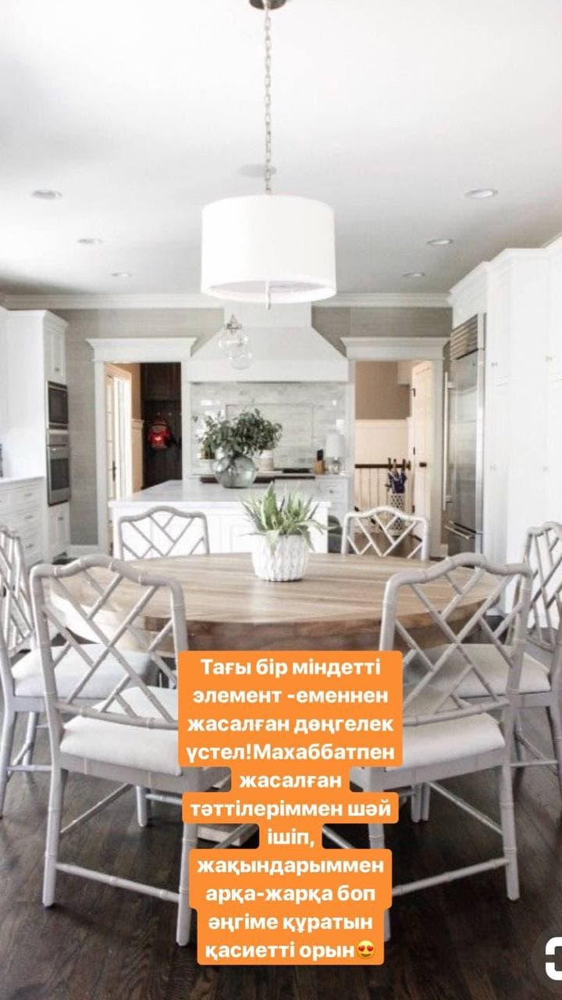 Тағы бір міндетті
элемент -еменнен
жасалған дөңгелек
үстел!Махаббатпен
жасалған
тәттілеріммен шәй
ішіп,
жақындарыммен
арқа-жарқа боп
әңгіме құратын
қасиетті орын😍